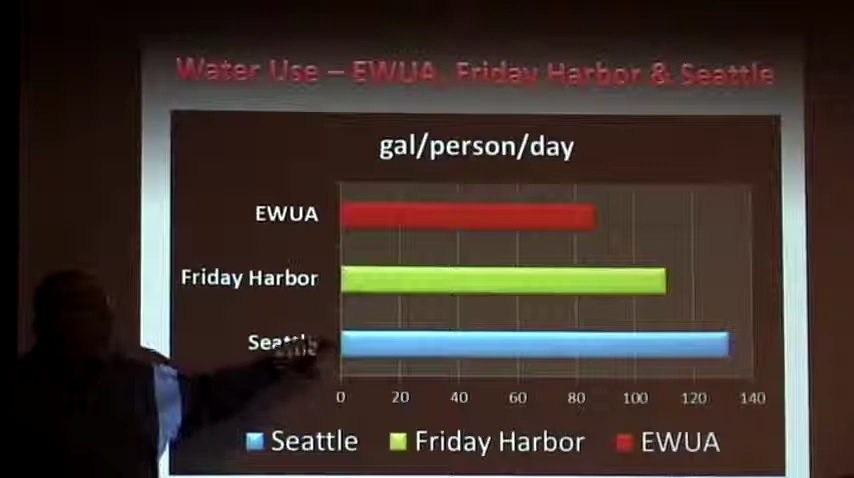 Water Use – EWUA, Friday Harbor & Seattle
gal/person/day
EWUA
Friday Harbor
Seattle
0 20 40 60 80 100 120 140
Seattle Friday Harbor EWUA